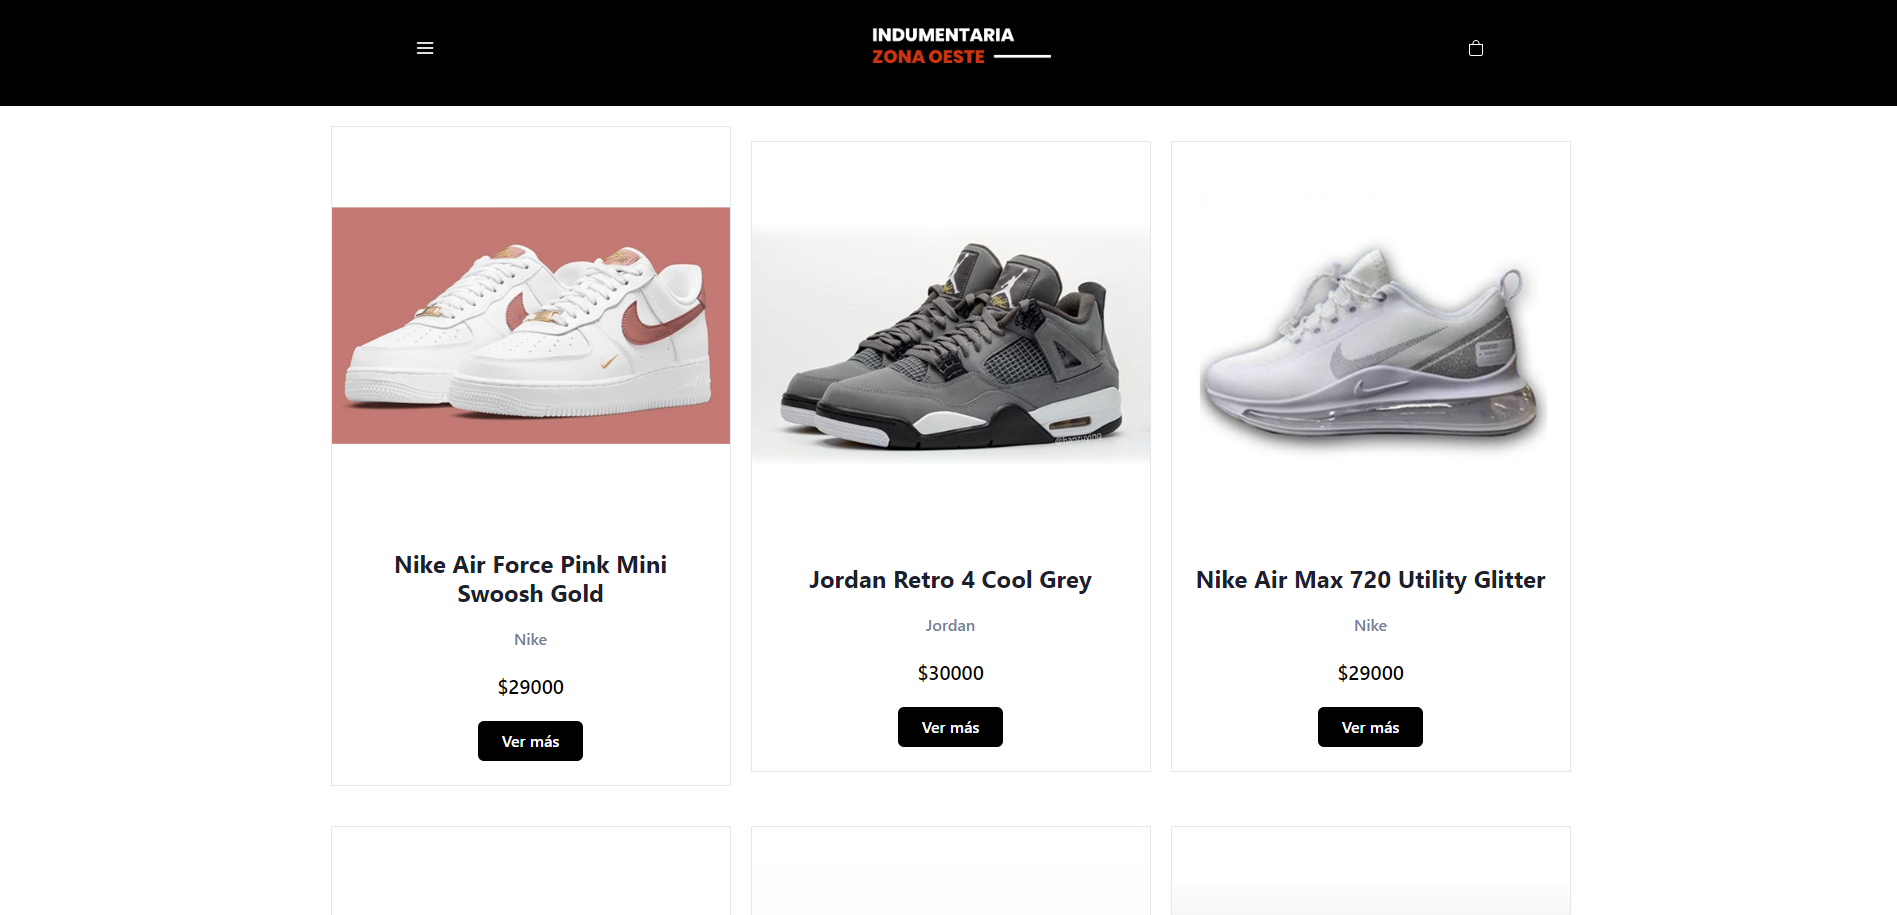 INDUMENTARIA
ZONA OESTE
Nike Air Force Pink Mini
Swoosh Gold
Nike
$29000
Ver más
Jordan Retro 4 Cool Grey
Jordan
$30000
Ver más
Nike Air Max 720 Utility Glitter
Nike
$29000
Ver más